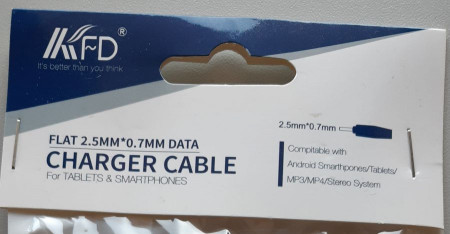 KFD®
It's better than you think
FLAT 2.5MM*0.7MM DATA
CHARGER CABLE
For TABLETS & SMARTPHONES
2.5mm*0.7mm
Compitable with
Android Smarthpones/Tablets/
MP3/MP4/Stereo System